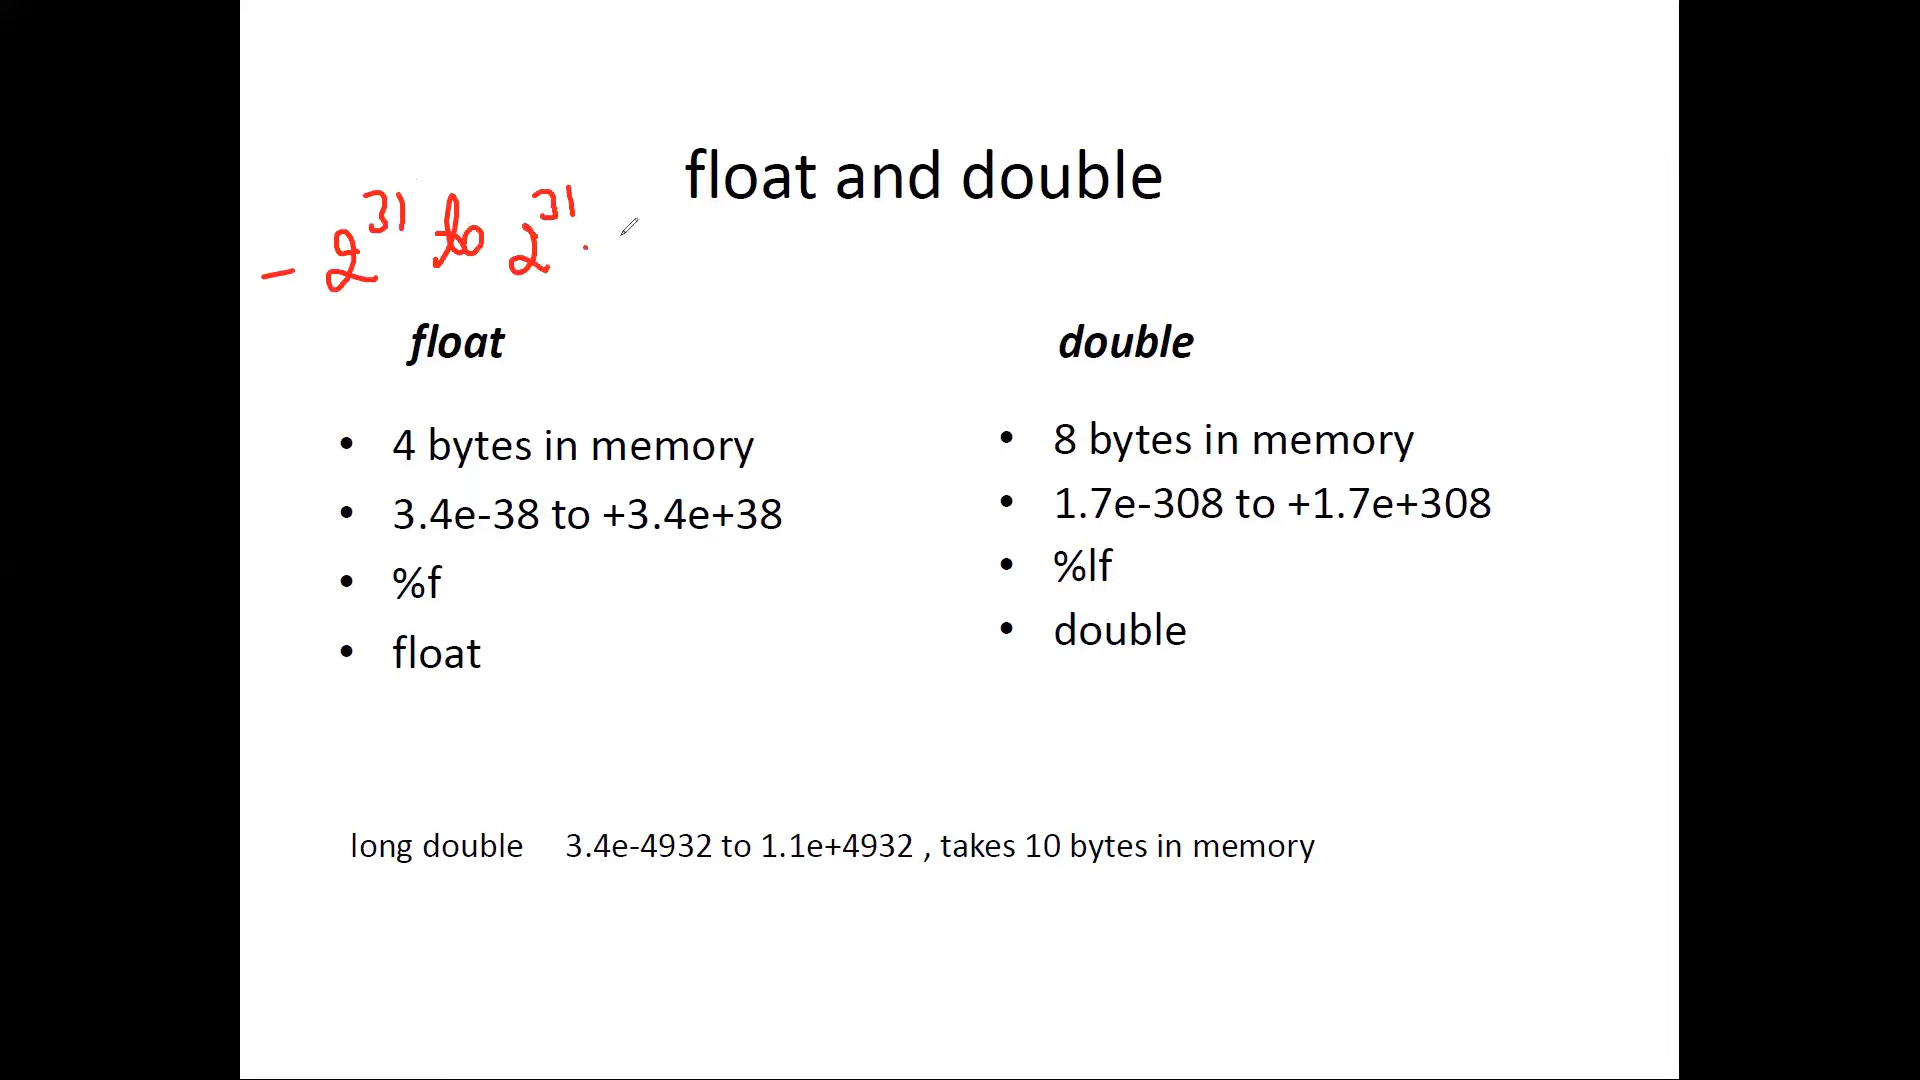 float and double
- 2^31 to 2^31.
float
• 4 bytes in memory
• 3.4e-38 to +3.4e+38
• %f
• float
double
• 8 bytes in memory
• 1.7e-308 to +1.7e+308
• %lf
• double
long double 3.4e-4932 to 1.1e+4932 , takes 10 bytes in memory